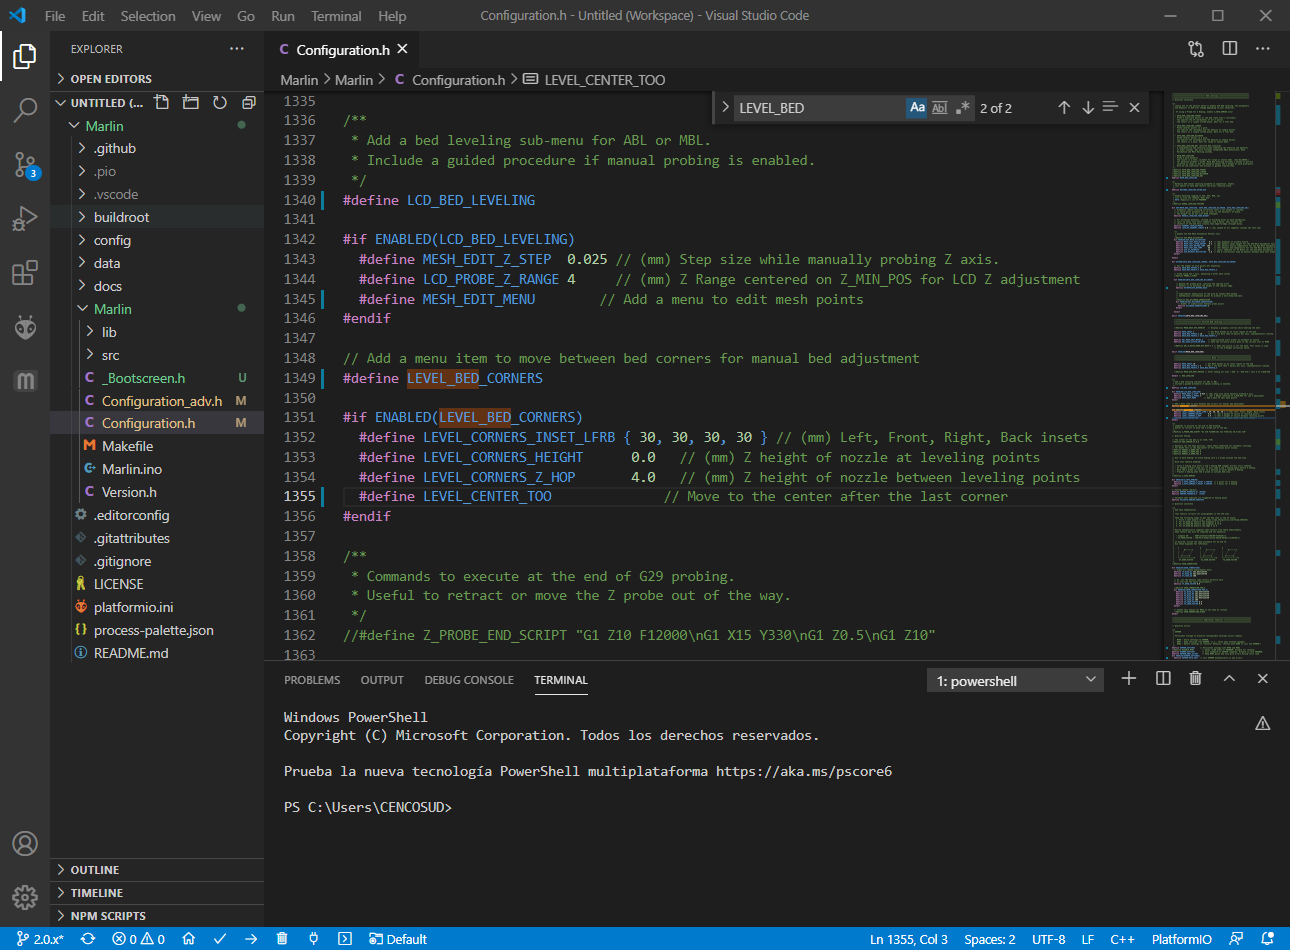 File Edit Selection View Go Run Terminal Help
Configuration.h - Untitled (Workspace) - Visual Studio Code
EXPLORER
OPEN EDITORS
UNTITLED (...
Marlin
.github
.pio
.vscode
buildroot
config
data
docs
Marlin
lib
src
_Bootscreen.h U
Configuration_adv.h M
Configuration.h M
Makefile
Marlin.ino
Version.h
.editorconfig
.gitattributes
.gitignore
LICENSE
platformio.ini
process-palette.json
README.md
OUTLINE
TIMELINE
NPM SCRIPTS
3
Configuration.h
Marlin > Marlin > C Configuration.h > LEVEL_CENTER_TOO
LEVEL_BED Aa Abl .* 2 of 2
1335
1336 /**
1337 * Add a bed leveling sub-menu for ABL or MBL.
1338 * Include a guided procedure if manual probing is enabled.
1339 */
1340 #define LCD_BED_LEVELING
1341
1342 #if ENABLED(LCD_BED_LEVELING)
1343 #define MESH_EDIT_Z_STEP 0.025 // (mm) Step size while manually probing Z axis.
1344 #define LCD_PROBE_Z_RANGE 4 // (mm) Z Range centered on Z_MIN_POS for LCD Z adjustment
1345 #define MESH_EDIT_MENU // Add a menu to edit mesh points
1346 #endif
1347
1348 // Add a menu item to move between bed corners for manual bed adjustment
1349 #define LEVEL_BED_CORNERS
1350
1351 #if ENABLED(LEVEL_BED_CORNERS)
1352 #define LEVEL_CORNERS_INSET_LFRB { 30, 30, 30, 30 } // (mm) Left, Front, Right, Back insets
1353 #define LEVEL_CORNERS_HEIGHT 0.0 // (mm) Z height of nozzle at leveling points
1354 #define LEVEL_CORNERS_Z_HOP 4.0 // (mm) Z height of nozzle between leveling points
1355 #define LEVEL_CENTER_TOO // Move to the center after the last corner
1356 #endif
1357
1358 /**
1359 * Commands to execute at the end of G29 probing.
1360 * Useful to retract or move the Z probe out of the way.
1361 */
1362 //#define Z_PROBE_END_SCRIPT "G1 Z10 F12000\nG1 X15 Y330\nG1 Z0.5\nG1 Z10"
1363
PROBLEMS OUTPUT DEBUG CONSOLE TERMINAL
1: powershell
Windows PowerShell
Copyright (C) Microsoft Corporation. Todos los derechos reservados.
Prueba la nueva tecnología PowerShell multiplataforma https://aka.ms/pscore6
PS C:\Users\CENCOSUD>
2.0.x* 0 0 Default
Ln 1355, Col 3 Spaces: 2 UTF-8 LF C++ PlatformIO